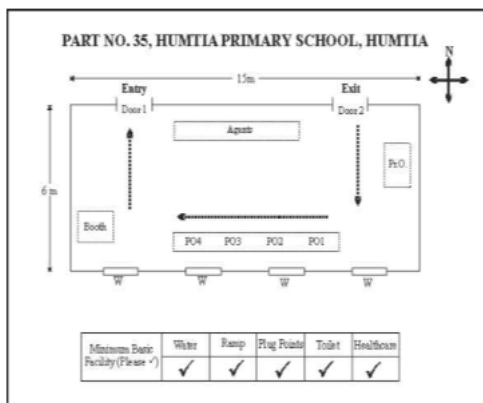 PART NO. 35, HUMTIA PRIMARY SCHOOL, HUMTIA
N
15m
Entry
Exit
Door 1
Door 2
Agents
Pr.O.
6 m
Booth
PO4 PO3 PO2 PO1
W W W W
Minimum Basic Facility (Please ✓) Water Ramp Plug Points Toilet Healthcare
✓ ✓ ✓ ✓ ✓